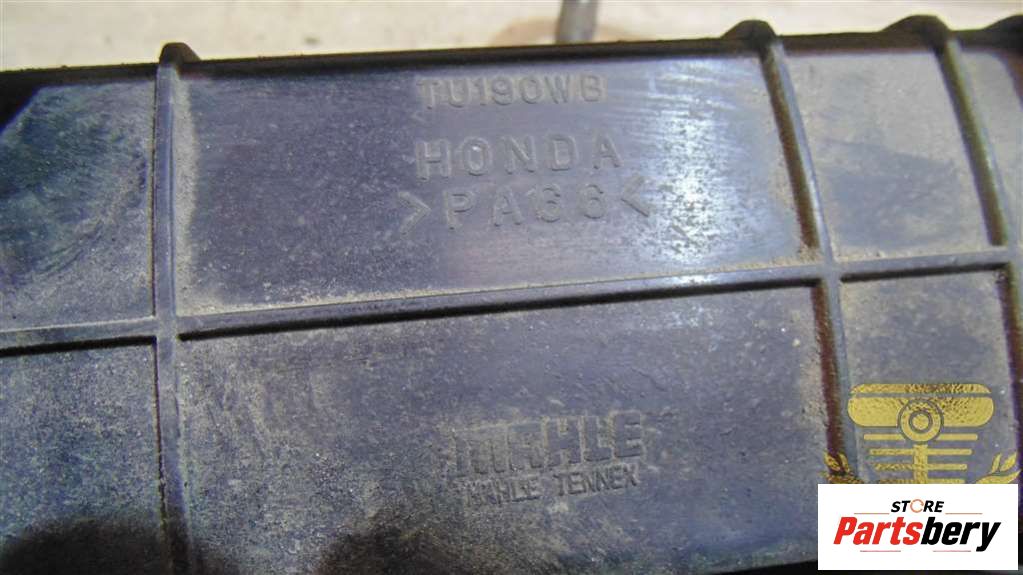 TU190WB
HONDA
>PA66<
MAHLE
MAHLE TENNEX
STORE
Partsbery